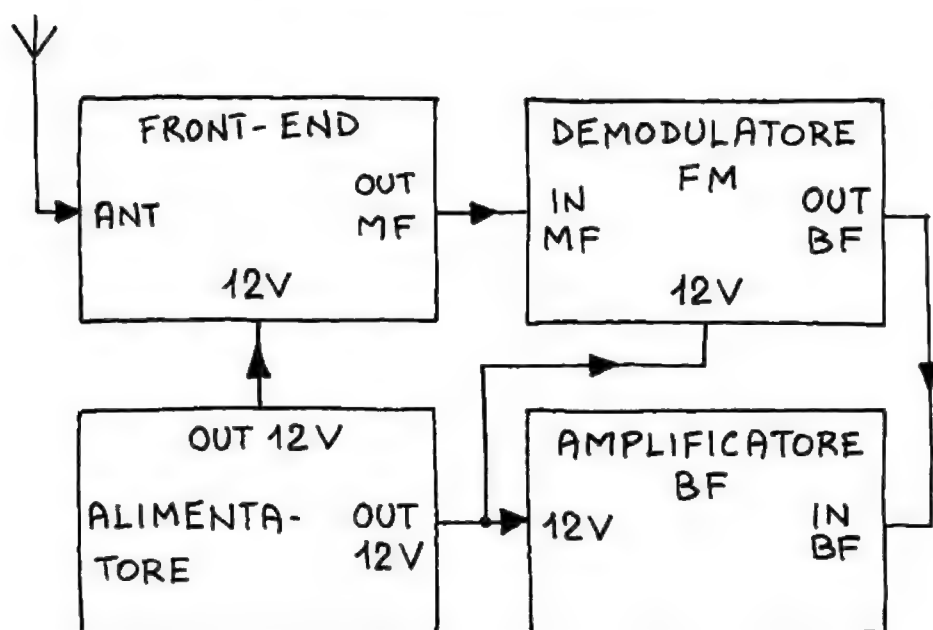 FRONT-END
ANT
OUT
MF
12V
DEMODULATORE
FM
IN
MF
OUT
BF
12V
OUT 12V
ALIMENTA-
TORE
OUT
12V
AMPLIFICATORE
BF
12V
IN
BF